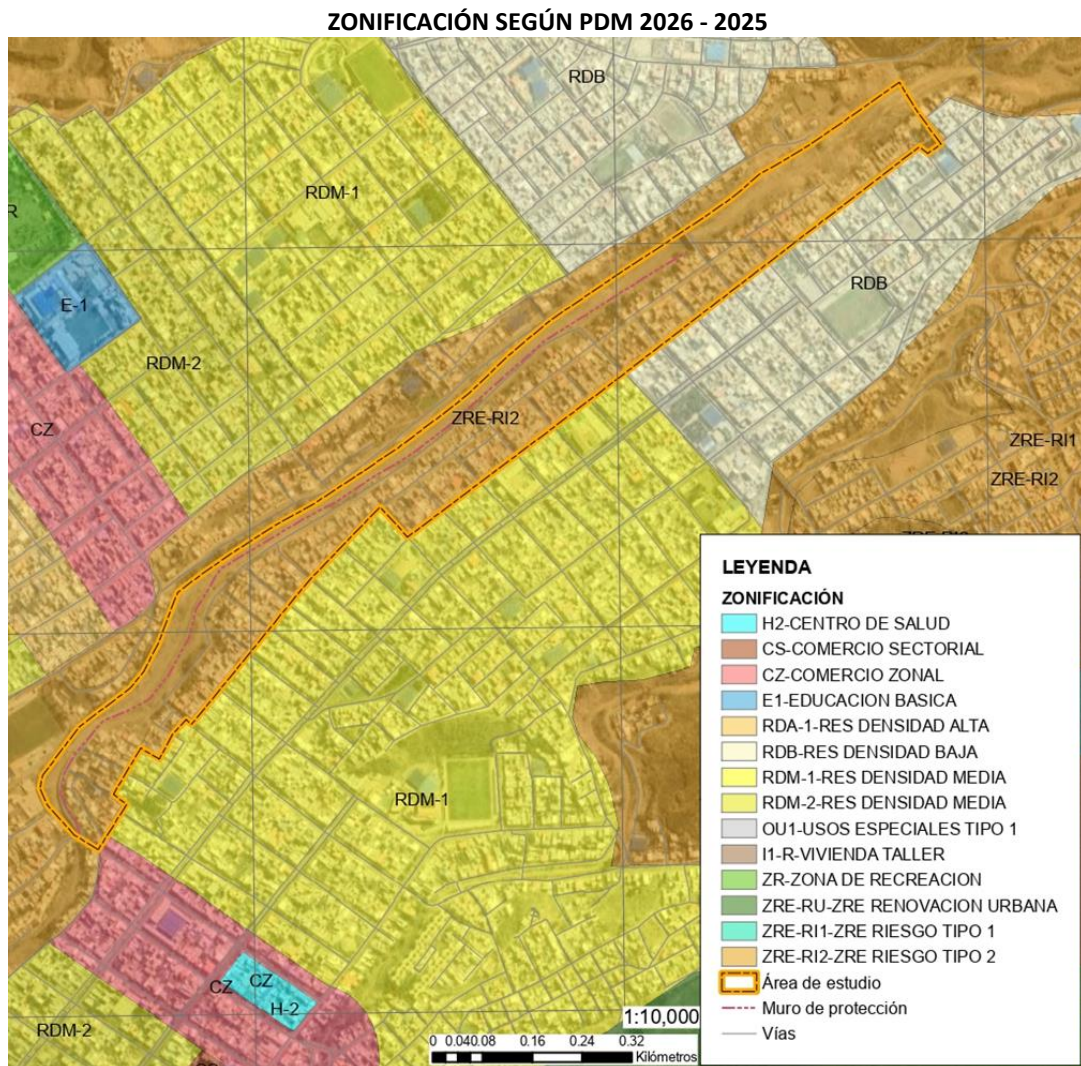 ZONIFICACIÓN SEGÚN PDM 2026 - 2025
RDB
RDM-1
R
E-1
RDB
RDM-2
ZRE-RI2
CZ
ZRE-RI1
ZRE-RI2
RDM-1
CZ
CZ
H-2
RDM-2
LEYENDA
ZONIFICACIÓN
H2-CENTRO DE SALUD
CS-COMERCIO SECTORIAL
CZ-COMERCIO ZONAL
E1-EDUCACION BASICA
RDA-1-RES DENSIDAD ALTA
RDB-RES DENSIDAD BAJA
RDM-1-RES DENSIDAD MEDIA
RDM-2-RES DENSIDAD MEDIA
OU1-USOS ESPECIALES TIPO 1
I1-R-VIVIENDA TALLER
ZR-ZONA DE RECREACION
ZRE-RU-ZRE RENOVACION URBANA
ZRE-RI1-ZRE RIESGO TIPO 1
ZRE-RI2-ZRE RIESGO TIPO 2
Área de estudio
Muro de protección
Vías
1:10,000
0 0.040.08 0.16 0.24 0.32
Kilómetros